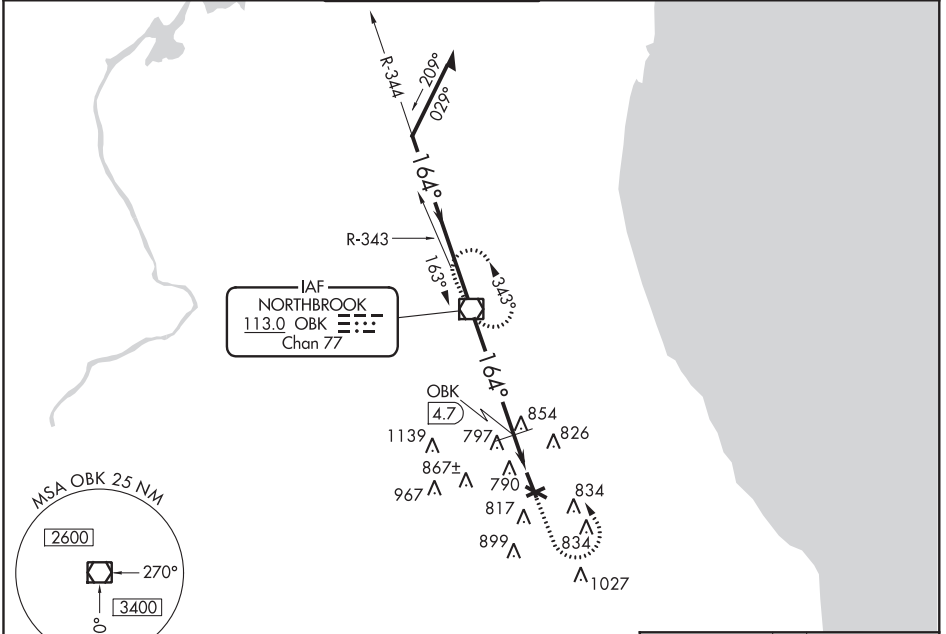 R-344
209°
029°
164°
R-343
163°
343°
IAF
NORTHBROOK
113.0 OBK
Chan 77
164°
OBK
4.7
854
1139
797
826
867±
967
790
834
817
834
899
1027
MSA OBK 25 NM
2600
270°
3400
0°